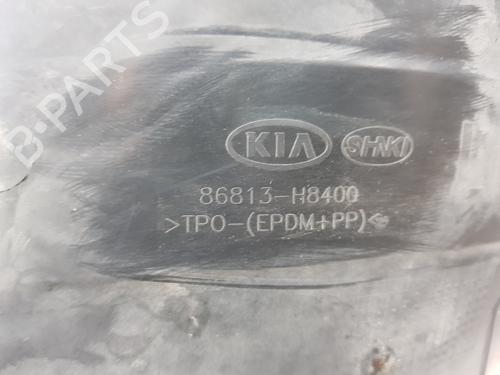 B-PARTS
KIA
SHNKI
86813-H8400
>TPO-(EPDM+PP)<